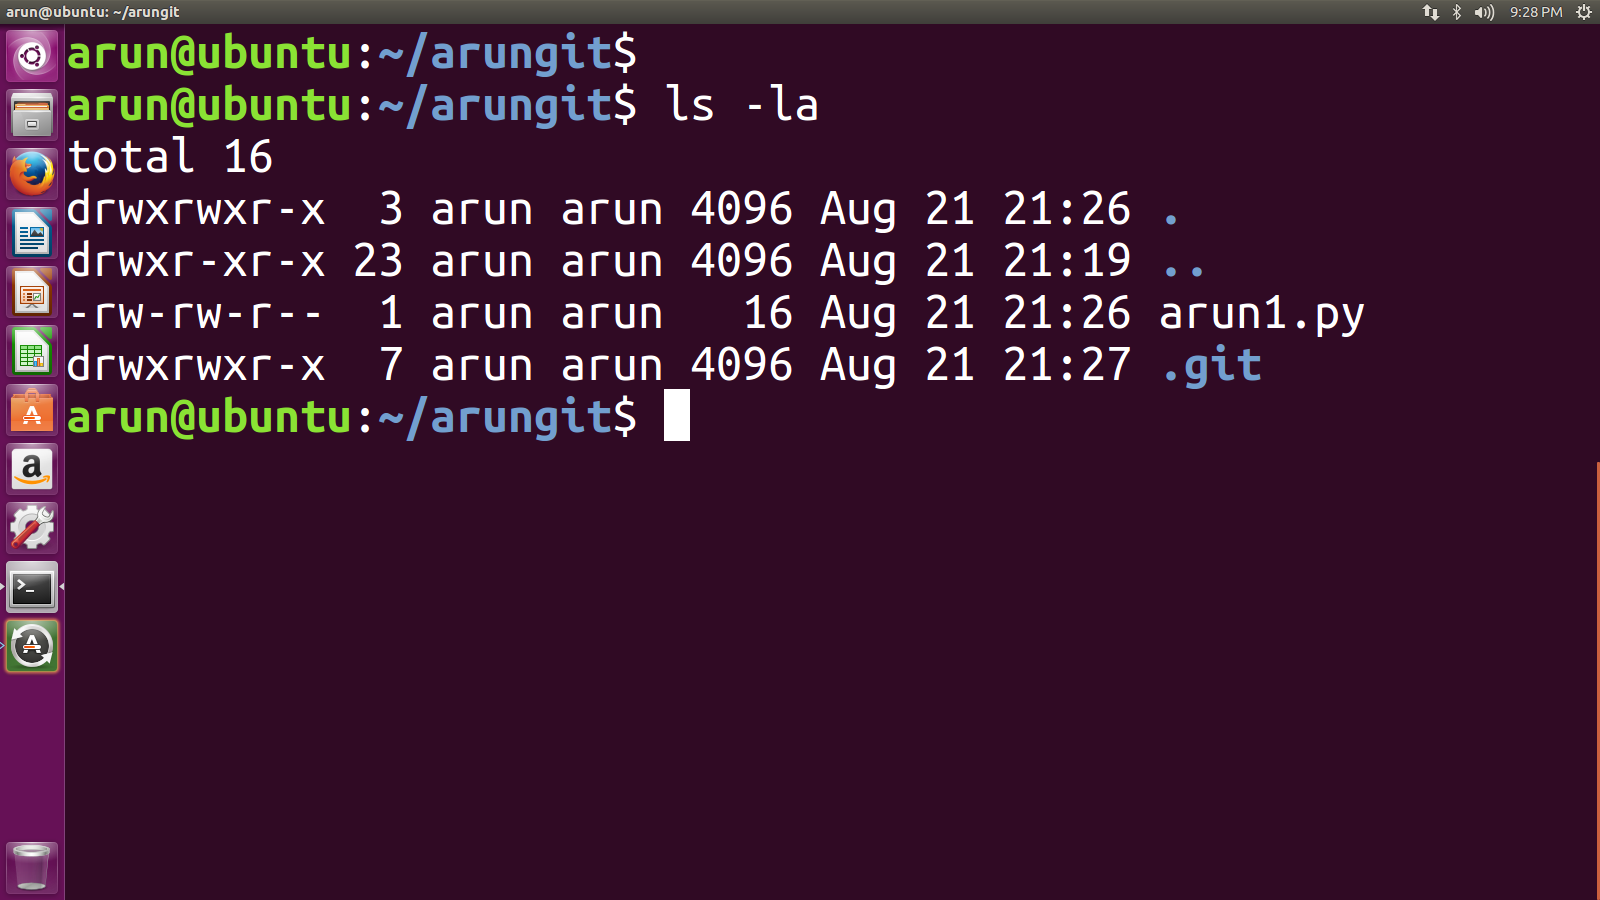 arun@ubuntu: ~/arungit
9:28 PM
arun@ubuntu:~/arungit$
arun@ubuntu:~/arungit$ ls -la
total 16
drwxrwxr-x  3 arun arun 4096 Aug 21 21:26 .
drwxr-xr-x 23 arun arun 4096 Aug 21 21:19 ..
-rw-rw-r--  1 arun arun   16 Aug 21 21:26 arun1.py
drwxrwxr-x  7 arun arun 4096 Aug 21 21:27 .git
arun@ubuntu:~/arungit$